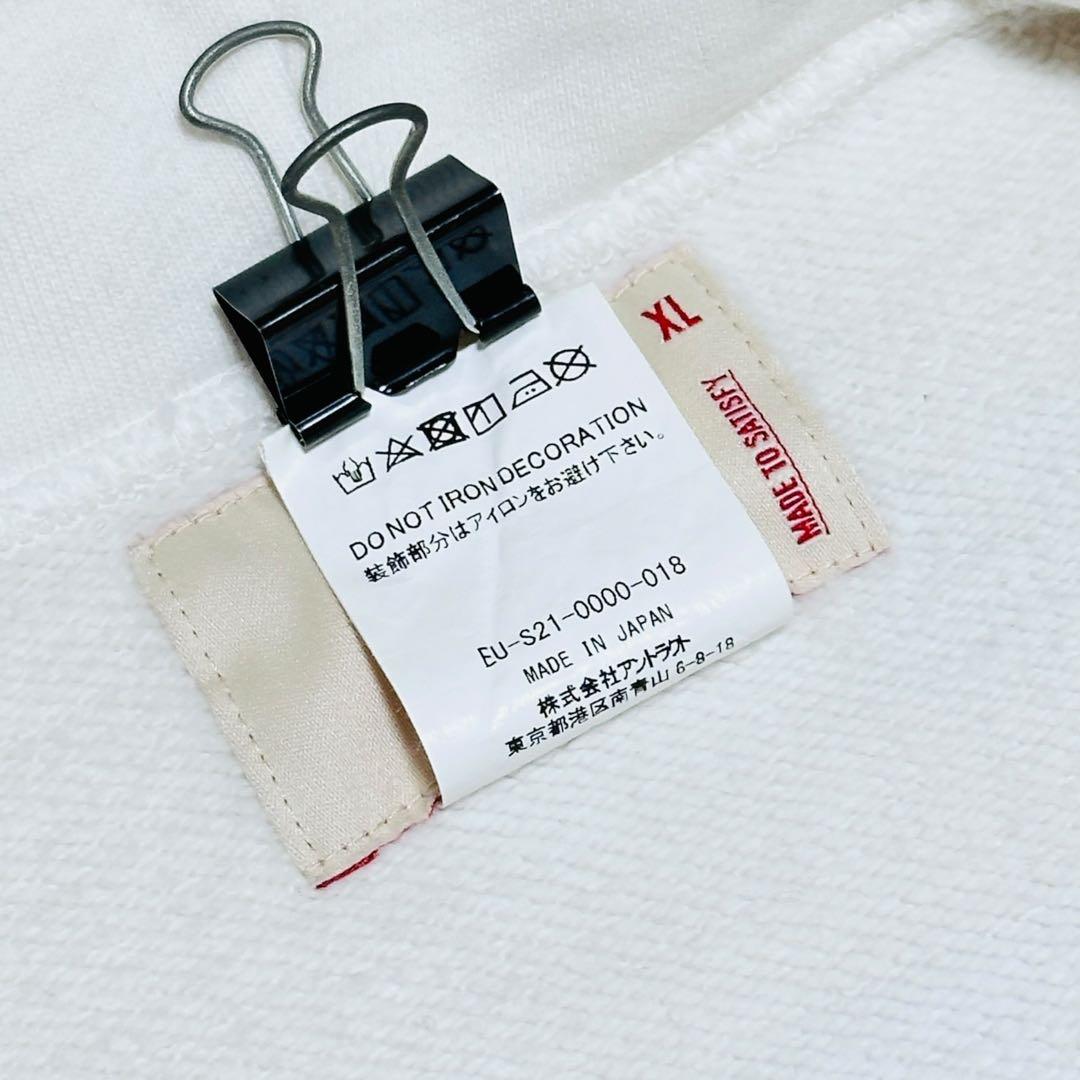 DO NOT IRON DECORATION
装飾部分はアイロンをお避け下さい。
EU-S21-0000-018
MADE IN JAPAN
株式会社アントラクト
東京都港区南青山 6-8-18
XL
MADE TO SATISFY